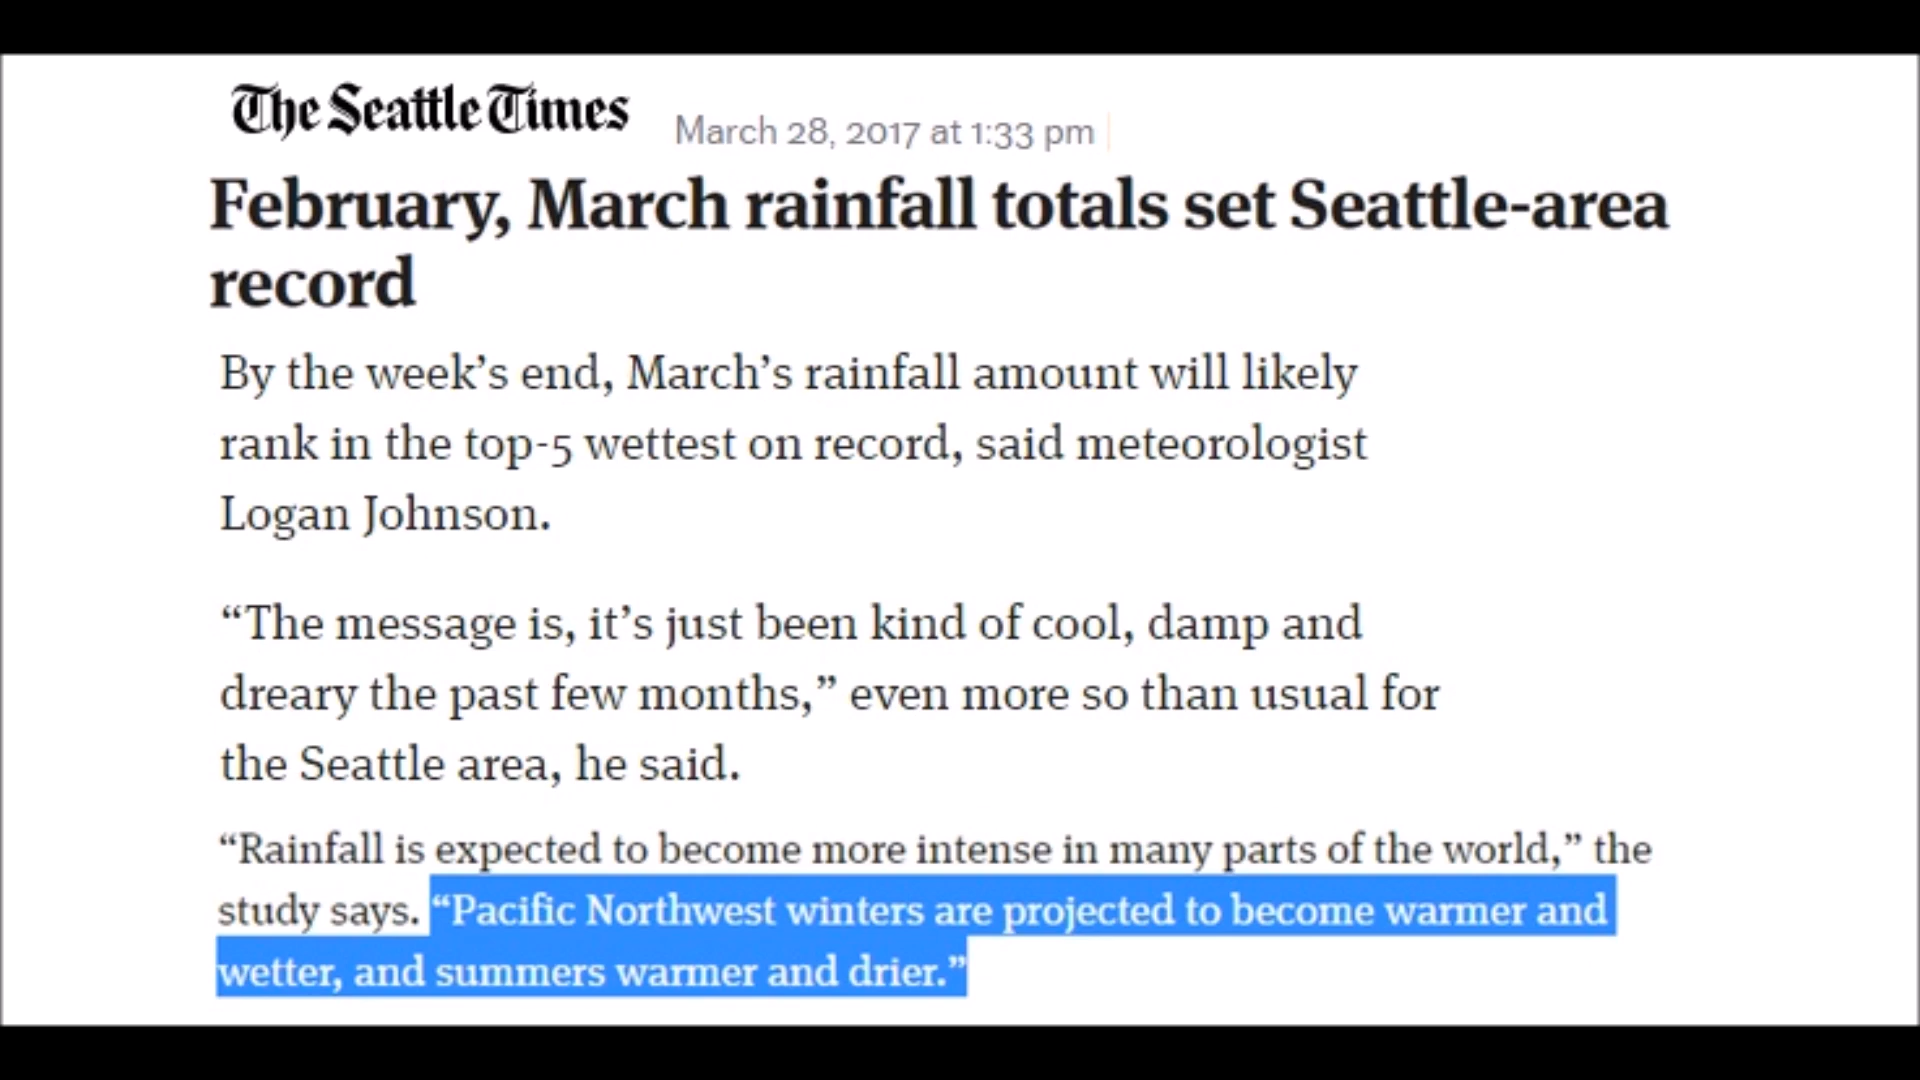 The Seattle Times
March 28, 2017 at 1:33 pm
February, March rainfall totals set Seattle-area
record
By the week’s end, March’s rainfall amount will likely
rank in the top-5 wettest on record, said meteorologist
Logan Johnson.
“The message is, it’s just been kind of cool, damp and
dreary the past few months,” even more so than usual for
the Seattle area, he said.
“Rainfall is expected to become more intense in many parts of the world,” the
study says. “Pacific Northwest winters are projected to become warmer and
wetter, and summers warmer and drier.”